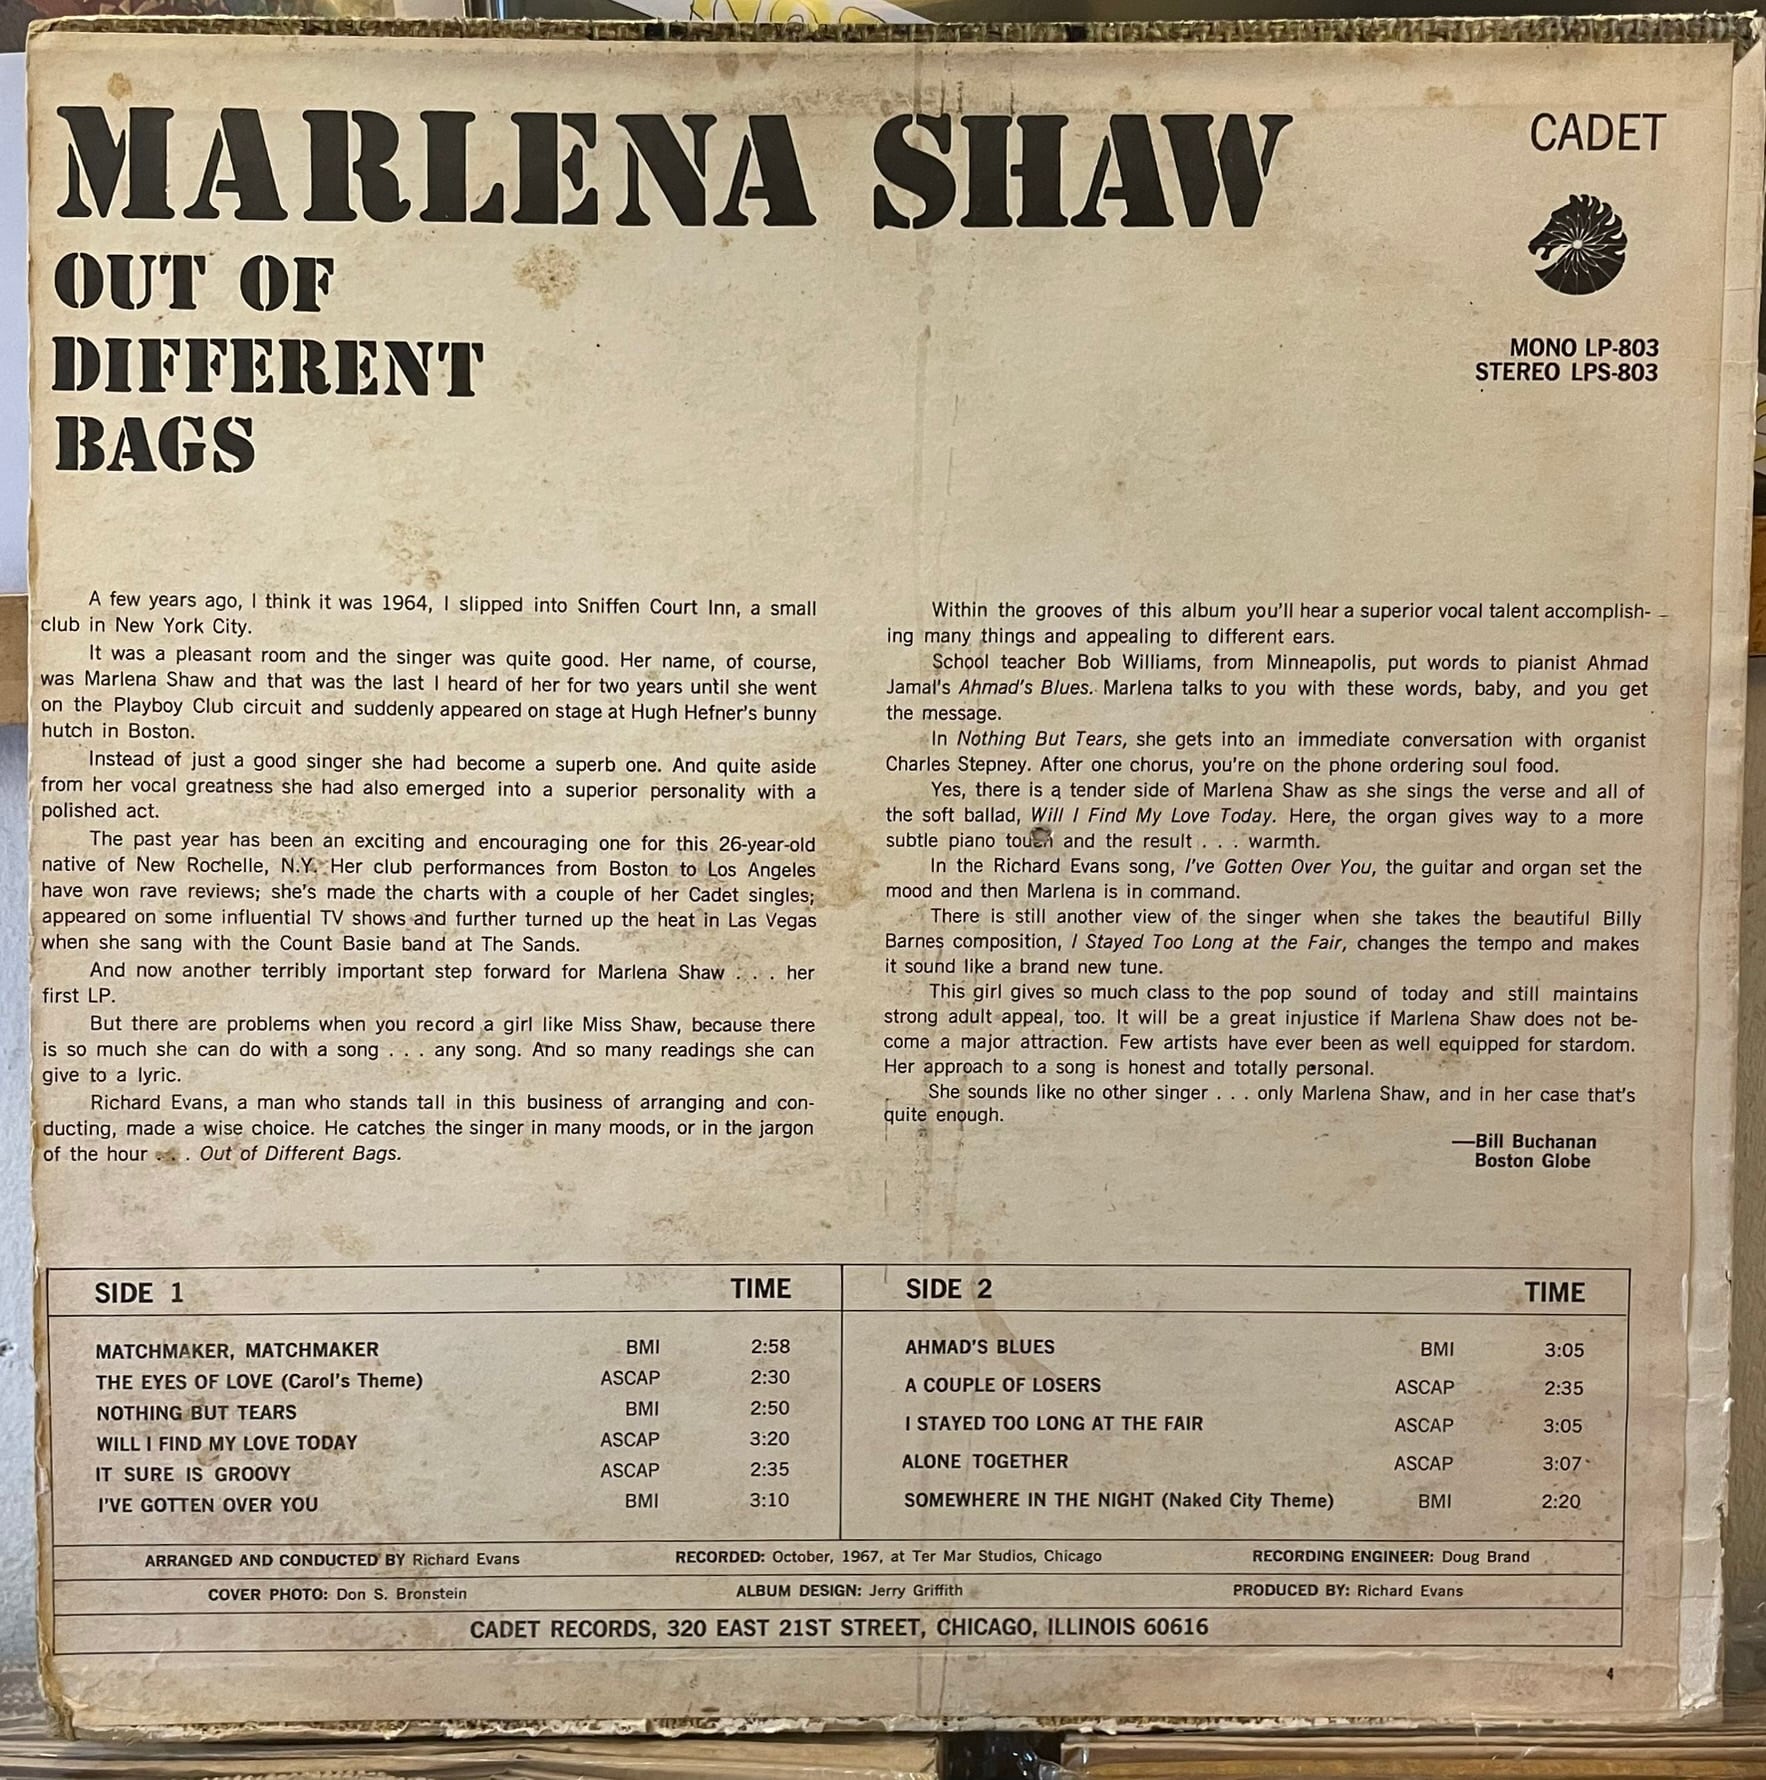 MARLENA SHAW
OUT OF
DIFFERENT
BAGS
CADET
MONO LP-803
STEREO LPS-803
A few years ago, I think it was 1964, I slipped into Sniffen Court Inn, a small
club in New York City.
It was a pleasant room and the singer was quite good. Her name, of course,
was Marlena Shaw and that was the last I heard of her for two years until she went
on the Playboy Club circuit and suddenly appeared on stage at Hugh Hefner's bunny
hutch in Boston.
Instead of just a good singer she had become a superb one. And quite aside
from her vocal greatness she had also emerged into a superior personality with a
polished act.
The past year has been an exciting and encouraging one for this 26-year-old
native of New Rochelle, N.Y. Her club performances from Boston to Los Angeles
have won rave reviews; she's made the charts with a couple of her Cadet singles;
appeared on some influential TV shows and further turned up the heat in Las Vegas
when she sang with the Count Basie band at The Sands.
And now another terribly important step forward for Marlena Shaw . . . her
first LP.
But there are problems when you record a girl like Miss Shaw, because there
is so much she can do with a song . . . any song. And so many readings she can
give to a lyric.
Richard Evans, a man who stands tall in this business of arranging and con-
ducting, made a wise choice. He catches the singer in many moods, or in the jargon
of the hour . . . Out of Different Bags.
Within the grooves of this album you'll hear a superior vocal talent accomplish-
ing many things and appealing to different ears.
School teacher Bob Williams, from Minneapolis, put words to pianist Ahmad
Jamal's Ahmad's Blues. Marlena talks to you with these words, baby, and you get
the message.
In Nothing But Tears, she gets into an immediate conversation with organist
Charles Stepney. After one chorus, you're on the phone ordering soul food.
Yes, there is a tender side of Marlena Shaw as she sings the verse and all of
the soft ballad, Will I Find My Love Today. Here, the organ gives way to a more
subtle piano touch and the result . . . warmth.
In the Richard Evans song, I've Gotten Over You, the guitar and organ set the
mood and then Marlena is in command.
There is still another view of the singer when she takes the beautiful Billy
Barnes composition, I Stayed Too Long at the Fair, changes the tempo and makes
it sound like a brand new tune.
This girl gives so much class to the pop sound of today and still maintains
strong adult appeal, too. It will be a great injustice if Marlena Shaw does not be-
come a major attraction. Few artists have ever been as well equipped for stardom.
Her approach to a song is honest and totally personal.
She sounds like no other singer . . . only Marlena Shaw, and in her case that's
quite enough.
—Bill Buchanan
Boston Globe
SIDE 1 TIME
MATCHMAKER, MATCHMAKER BMI 2:58
THE EYES OF LOVE (Carol's Theme) ASCAP 2:30
NOTHING BUT TEARS BMI 2:50
WILL I FIND MY LOVE TODAY ASCAP 3:20
IT SURE IS GROOVY ASCAP 2:35
I'VE GOTTEN OVER YOU BMI 3:10
SIDE 2 TIME
AHMAD'S BLUES BMI 3:05
A COUPLE OF LOSERS ASCAP 2:35
I STAYED TOO LONG AT THE FAIR ASCAP 3:05
ALONE TOGETHER ASCAP 3:07
SOMEWHERE IN THE NIGHT (Naked City Theme) BMI 2:20
ARRANGED AND CONDUCTED BY Richard Evans RECORDED: October, 1967, at Ter Mar Studios, Chicago RECORDING ENGINEER: Doug Brand
COVER PHOTO: Don S. Bronstein ALBUM DESIGN: Jerry Griffith PRODUCED BY: Richard Evans
CADET RECORDS, 320 EAST 21ST STREET, CHICAGO, ILLINOIS 60616
4